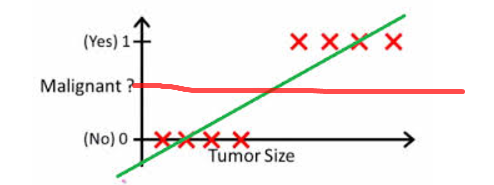 (Yes) 1
Malignant ?
(No) 0
Tumor Size